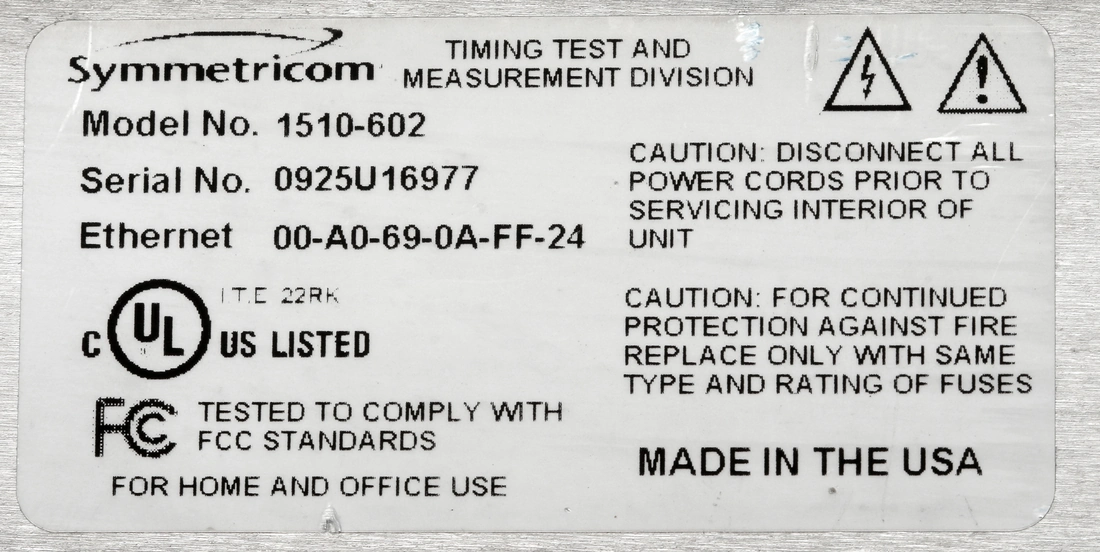 Symmetricom
TIMING TEST AND
MEASUREMENT DIVISION
Model No. 1510-602
Serial No. 0925U16977
Ethernet 00-A0-69-0A-FF-24
I.T.E 22RK
C UL US LISTED
FCC TESTED TO COMPLY WITH
FCC STANDARDS
FOR HOME AND OFFICE USE
CAUTION: DISCONNECT ALL
POWER CORDS PRIOR TO
SERVICING INTERIOR OF
UNIT
CAUTION: FOR CONTINUED
PROTECTION AGAINST FIRE
REPLACE ONLY WITH SAME
TYPE AND RATING OF FUSES
MADE IN THE USA